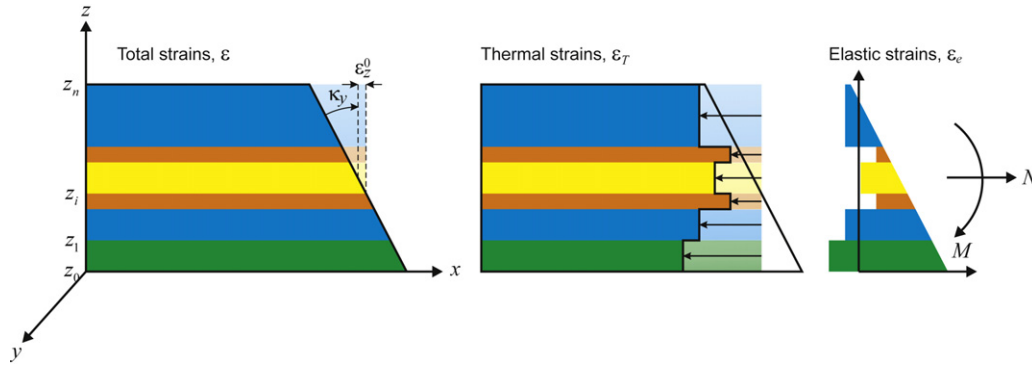 z
Total strains, ε
Thermal strains, ε_T
Elastic strains, ε_e
ε_z^0
z_n
κ_y
z_i
N
z_1
M
z_0
x
y